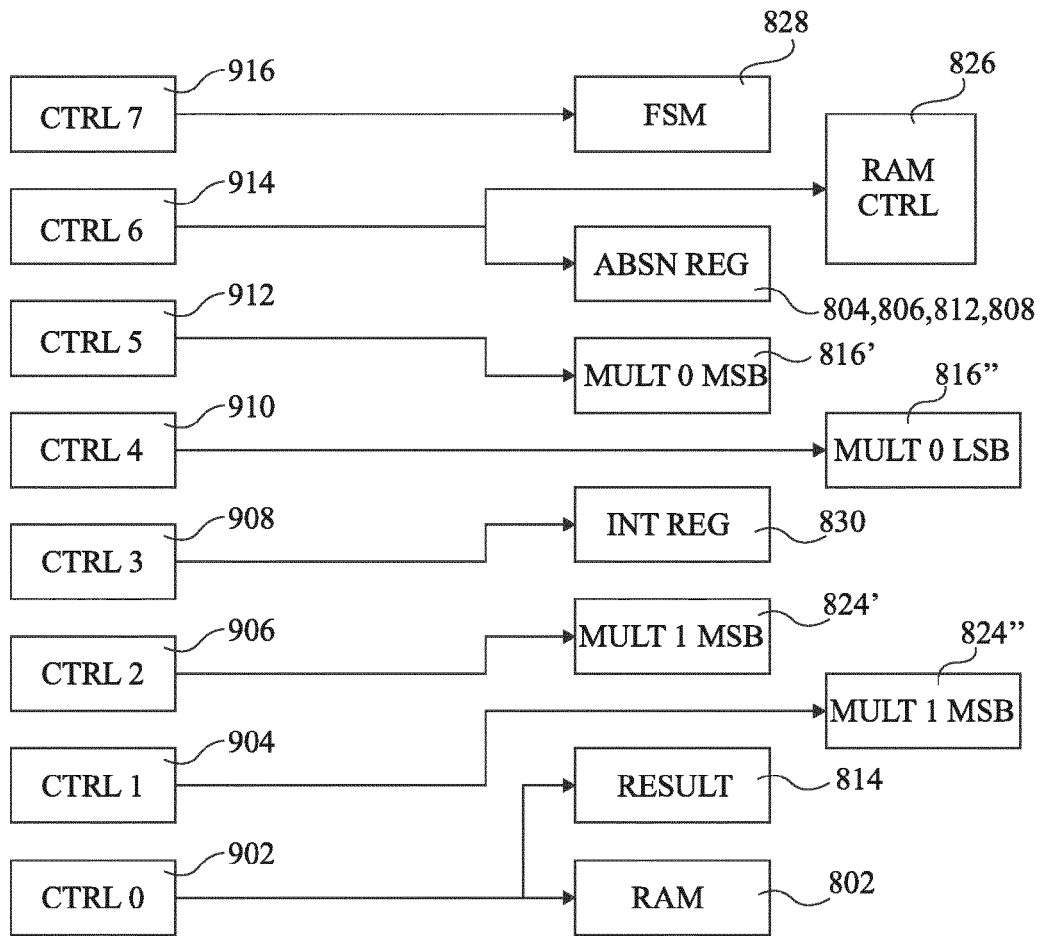 828
916
826
CTRL 7
FSM
914
RAM
CTRL
CTRL 6
ABSN REG
912
804,806,812,808
CTRL 5
MULT 0 MSB
816’
816”
910
CTRL 4
MULT 0 LSB
908
INT REG
830
CTRL 3
824’
906
MULT 1 MSB
824”
CTRL 2
MULT 1 MSB
904
CTRL 1
RESULT
814
902
CTRL 0
RAM
802